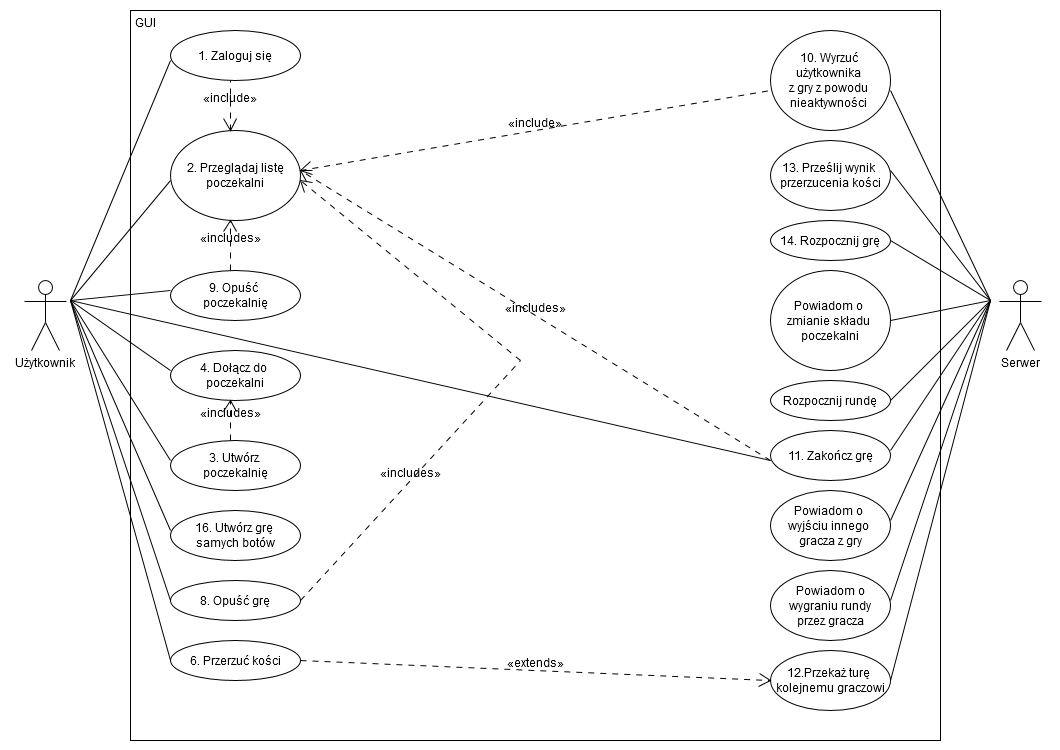 GUI
1. Zaloguj się
«include»
2. Przeglądaj listę
poczekalni
«includes»
9. Opuść
poczekalnię
4. Dołącz do
poczekalni
«includes»
3. Utwórz
poczekalnię
16. Utwórz grę
samych botów
8. Opuść grę
6. Przerzuć kości
Użytkownik
«include»
«includes»
«includes»
«extends»
10. Wyrzuć
użytkownika
z gry z powodu
nieaktywności
13. Prześlij wynik
przerzucenia kości
14. Rozpocznij grę
Powiadom o
zmianie składu
poczekalni
Rozpocznij rundę
11. Zakończ grę
Powiadom o
wyjściu innego
gracza z gry
Powiadom o
wygraniu rundy
przez gracza
12.Przekaż turę
kolejnemu graczowi
Serwer